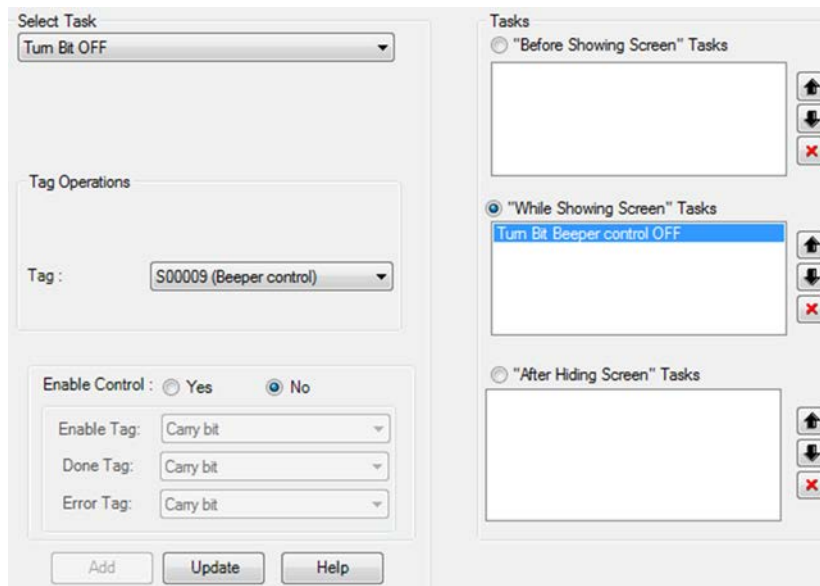 Select Task
Turn Bit OFF
Tag Operations
Tag :
S00009 (Beeper control)
Enable Control :
Yes
No
Enable Tag:
Carry bit
Done Tag:
Carry bit
Error Tag:
Carry bit
Add
Update
Help
Tasks
"Before Showing Screen" Tasks
"While Showing Screen" Tasks
Turn Bit Beeper control OFF
"After Hiding Screen" Tasks